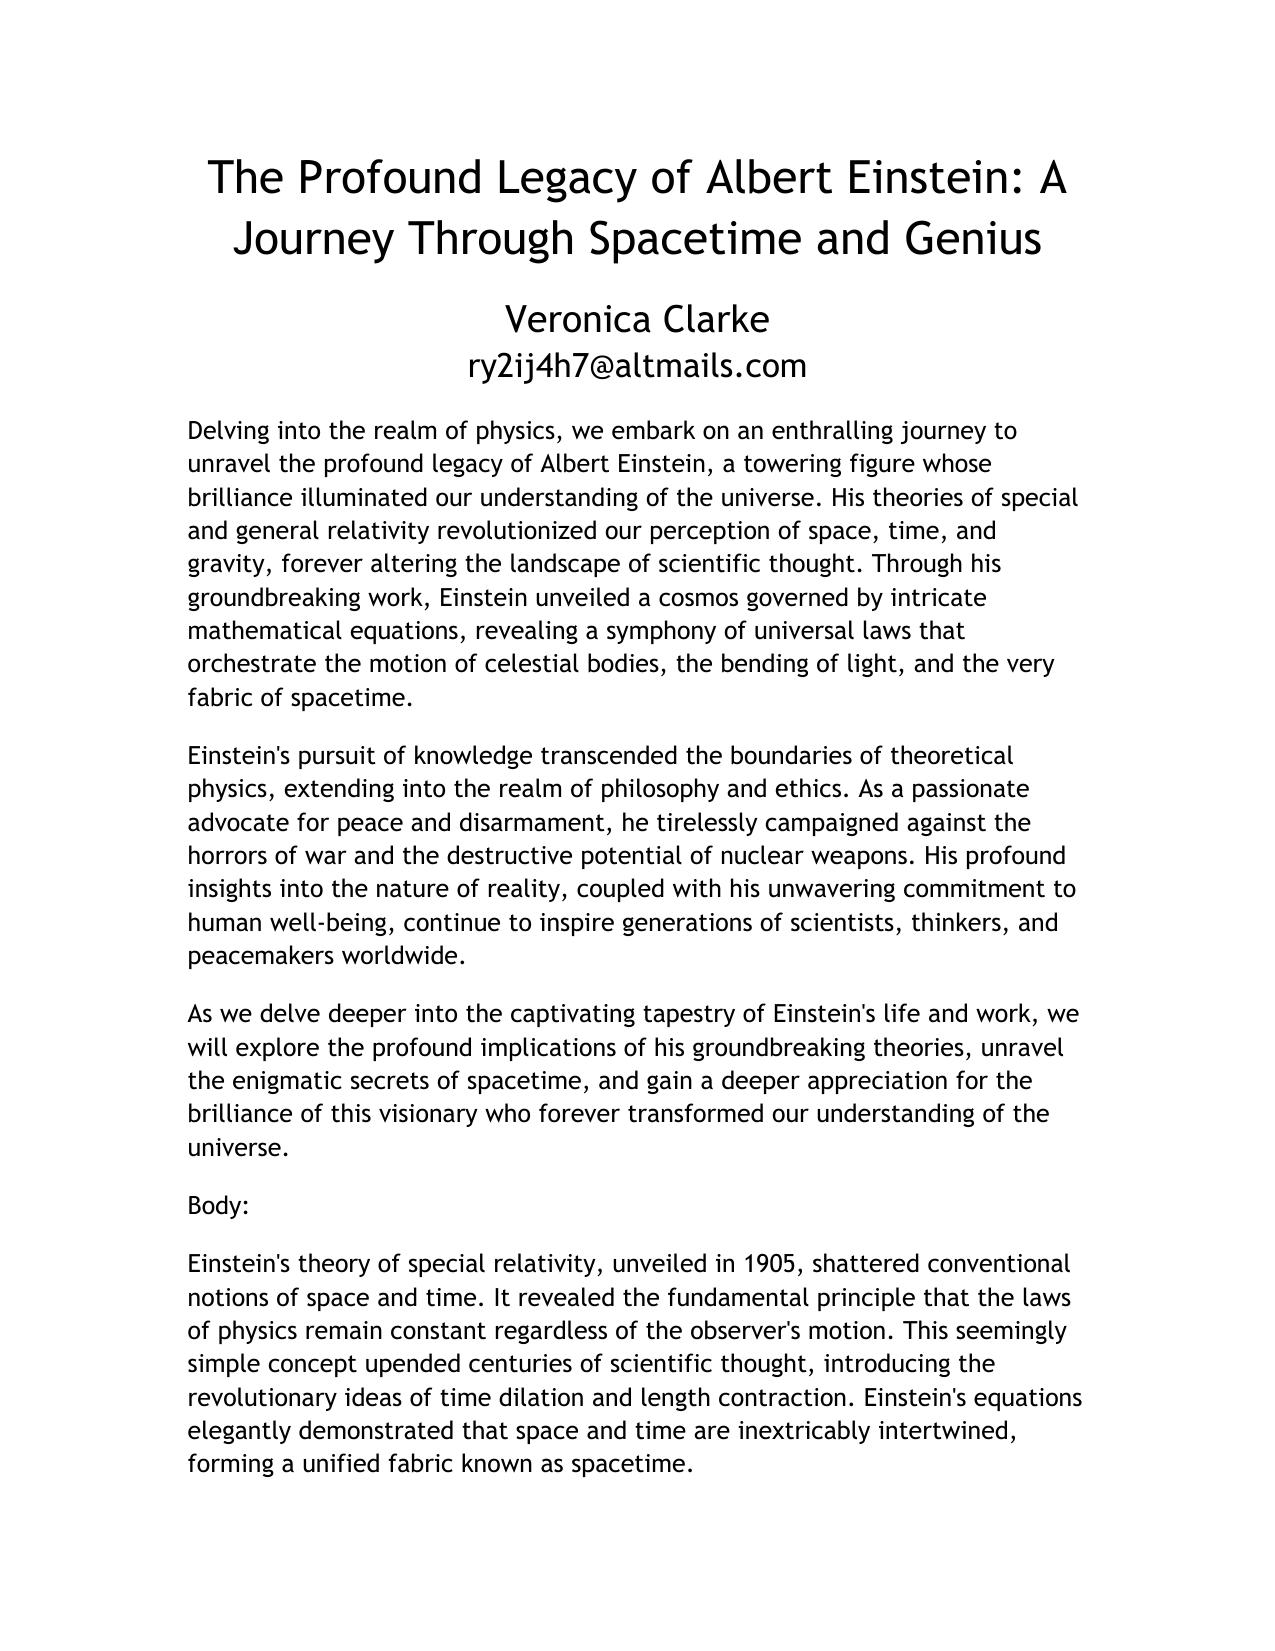 The Profound Legacy of Albert Einstein: A
Journey Through Spacetime and Genius
Veronica Clarke
ry2ij4h7@altmails.com
Delving into the realm of physics, we embark on an enthralling journey to
unravel the profound legacy of Albert Einstein, a towering figure whose
brilliance illuminated our understanding of the universe. His theories of special
and general relativity revolutionized our perception of space, time, and
gravity, forever altering the landscape of scientific thought. Through his
groundbreaking work, Einstein unveiled a cosmos governed by intricate
mathematical equations, revealing a symphony of universal laws that
orchestrate the motion of celestial bodies, the bending of light, and the very
fabric of spacetime.
Einstein's pursuit of knowledge transcended the boundaries of theoretical
physics, extending into the realm of philosophy and ethics. As a passionate
advocate for peace and disarmament, he tirelessly campaigned against the
horrors of war and the destructive potential of nuclear weapons. His profound
insights into the nature of reality, coupled with his unwavering commitment to
human well-being, continue to inspire generations of scientists, thinkers, and
peacemakers worldwide.
As we delve deeper into the captivating tapestry of Einstein's life and work, we
will explore the profound implications of his groundbreaking theories, unravel
the enigmatic secrets of spacetime, and gain a deeper appreciation for the
brilliance of this visionary who forever transformed our understanding of the
universe.
Body:
Einstein's theory of special relativity, unveiled in 1905, shattered conventional
notions of space and time. It revealed the fundamental principle that the laws
of physics remain constant regardless of the observer's motion. This seemingly
simple concept upended centuries of scientific thought, introducing the
revolutionary ideas of time dilation and length contraction. Einstein's equations
elegantly demonstrated that space and time are inextricably intertwined,
forming a unified fabric known as spacetime.